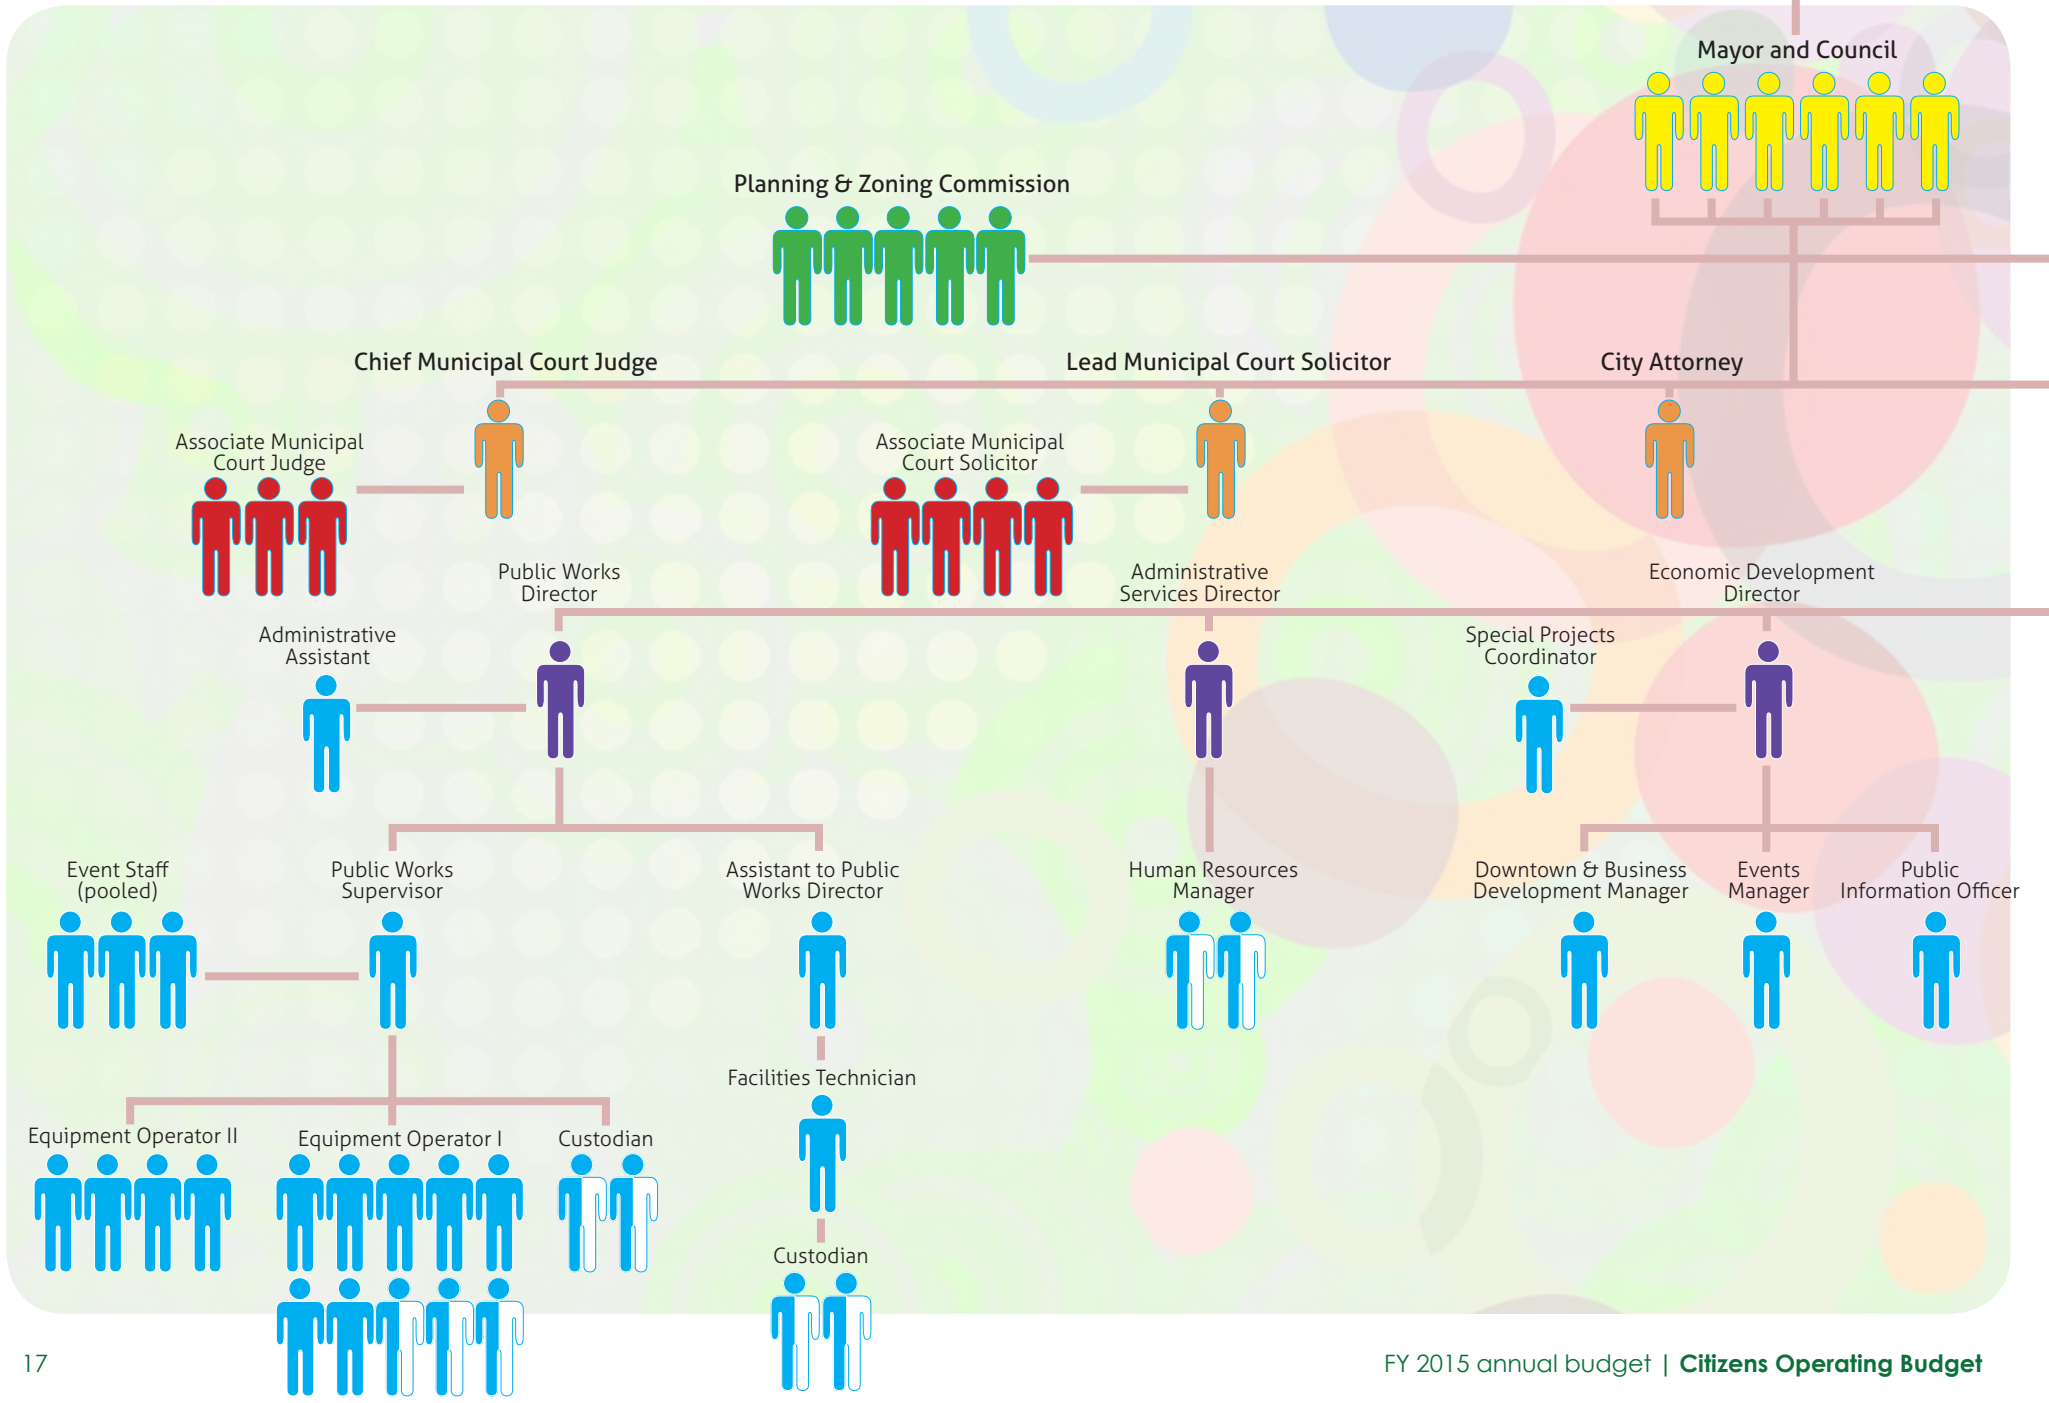 Mayor and Council
Planning & Zoning Commission
Chief Municipal Court Judge
Lead Municipal Court Solicitor
City Attorney
Associate Municipal
Court Judge
Associate Municipal
Court Solicitor
Public Works
Director
Administrative
Services Director
Economic Development
Director
Administrative
Assistant
Special Projects
Coordinator
Event Staff
(pooled)
Public Works
Supervisor
Assistant to Public
Works Director
Human Resources
Manager
Downtown & Business
Development Manager
Events
Manager
Public
Information Officer
Facilities Technician
Equipment Operator II
Equipment Operator I
Custodian
Custodian
17
FY 2015 annual budget | Citizens Operating Budget